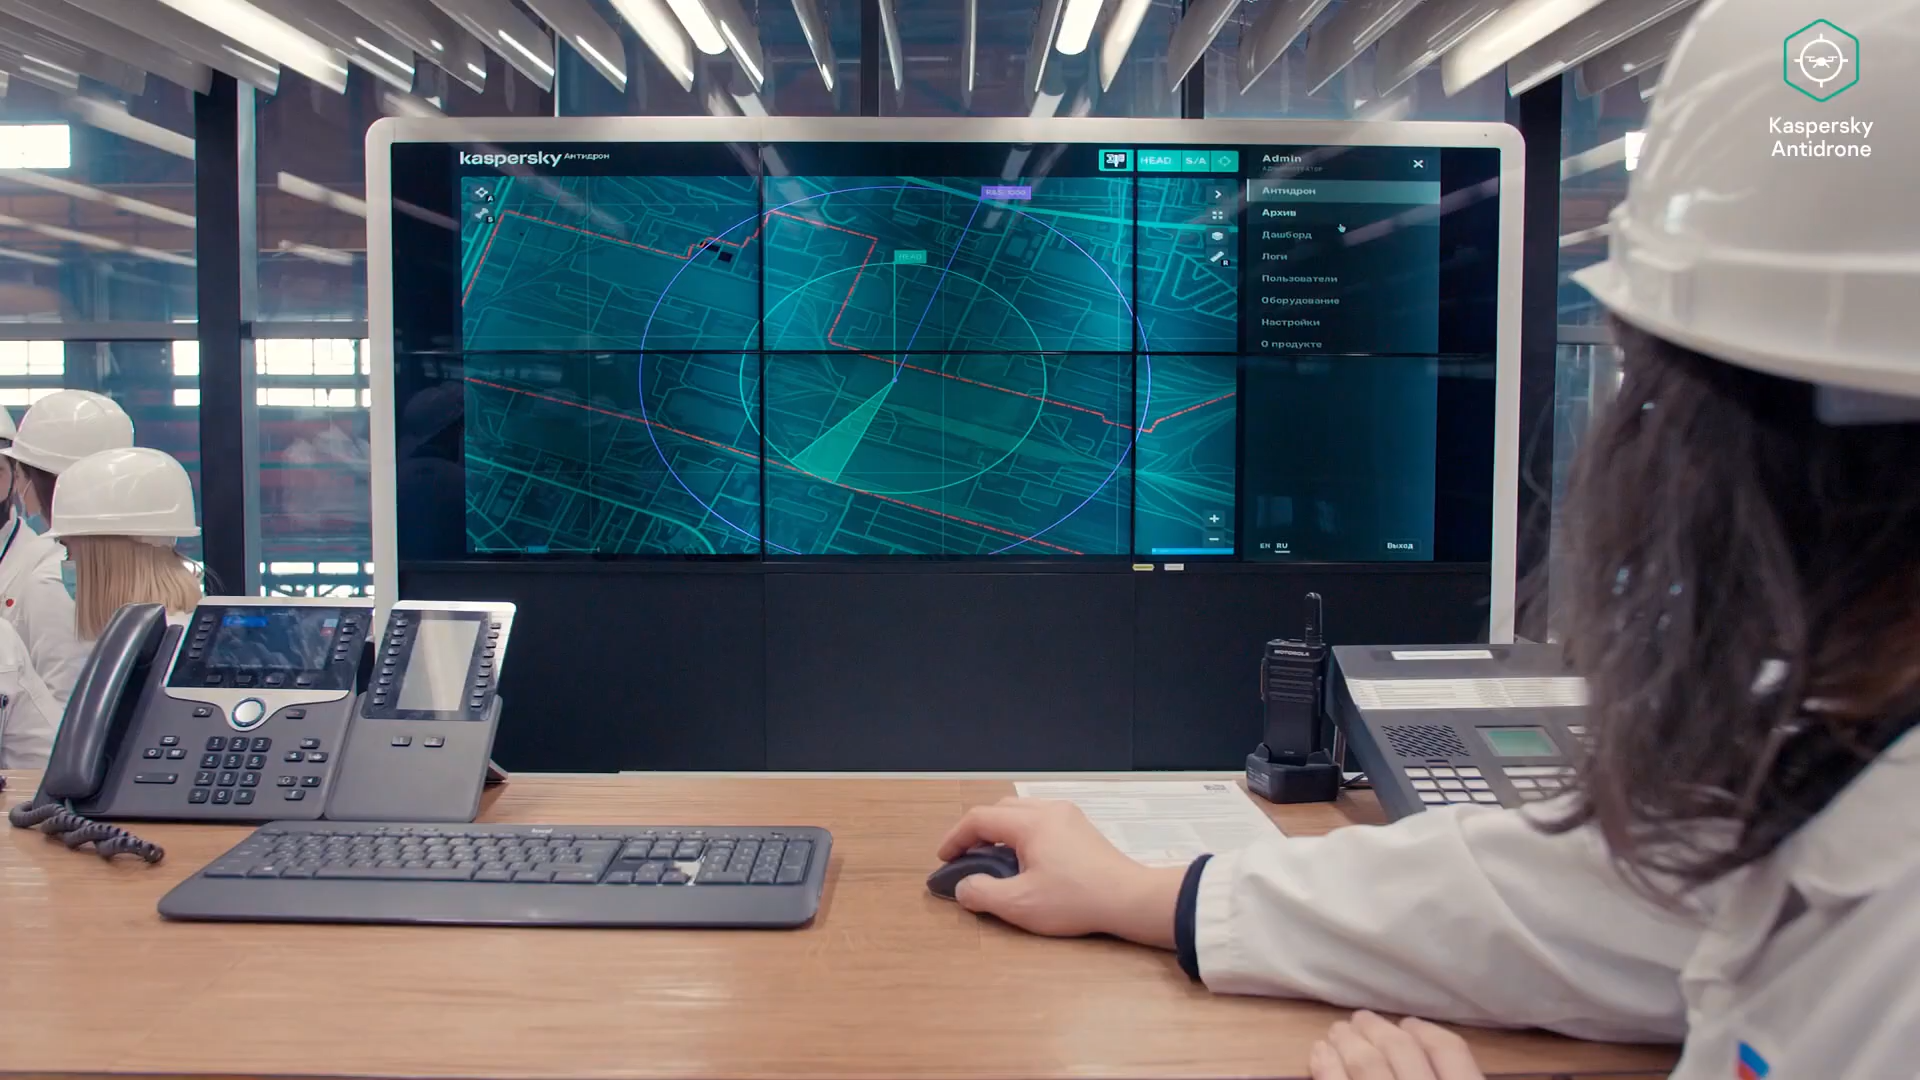 Kaspersky
Antidrone
kaspersky Антидрон
HEAD
S/A
Admin
Антидрон
Архив
Дашборд
Логи
Пользователи
Оборудование
Настройки
О продукте
HEAD
EN RU
Выход
MOTOROLA